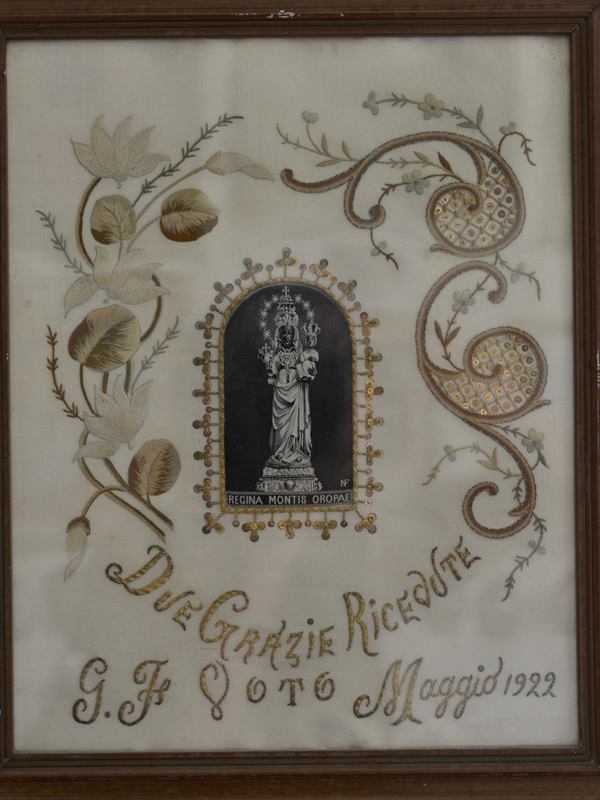 NF
REGINA MONTIS OROPAE
DUE GRAZIE RICEVUTE
G. F VOTO Maggio 1922